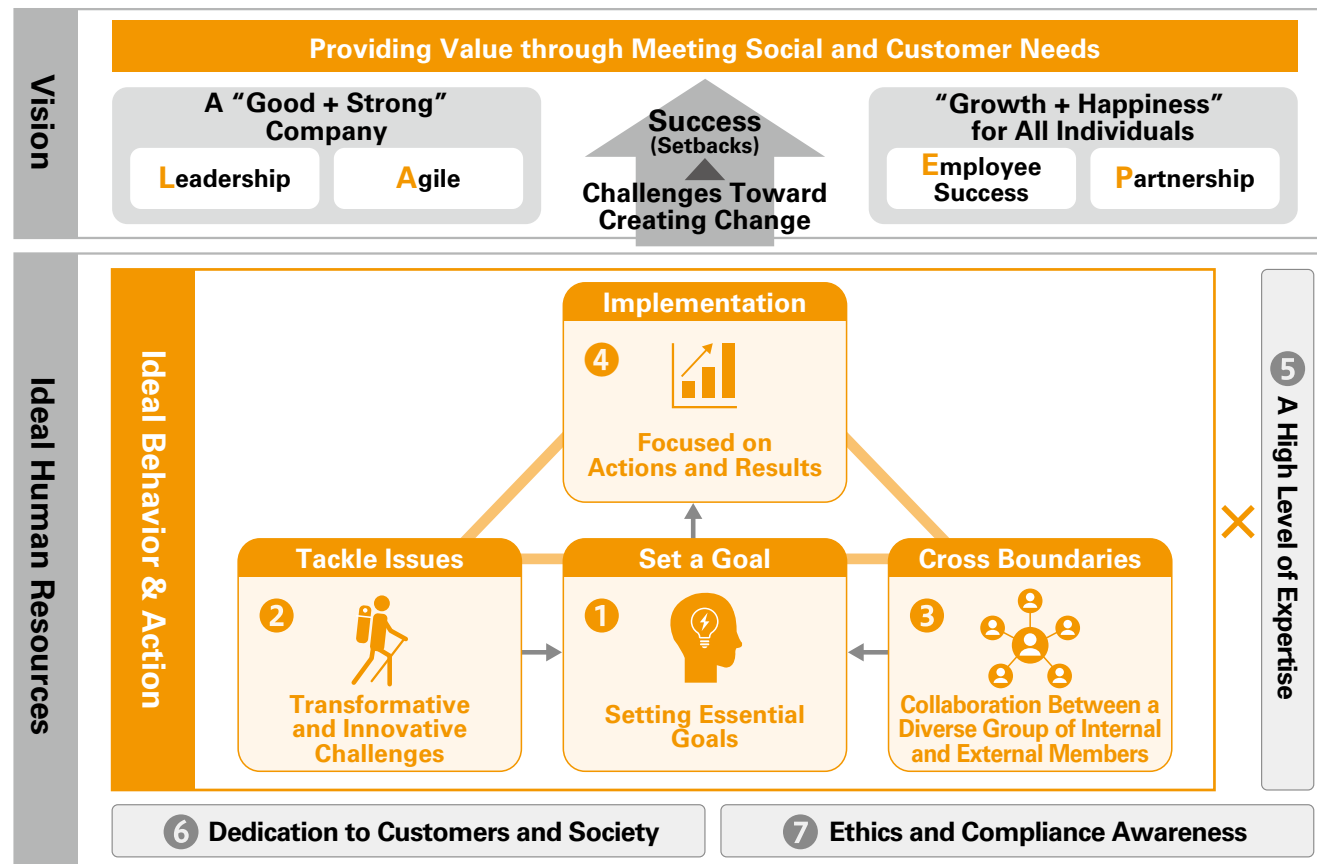 Vision
Providing Value through Meeting Social and Customer Needs
A “Good + Strong”
Company
Leadership
Agile
Success
(Setbacks)
Challenges Toward
Creating Change
“Growth + Happiness”
for All Individuals
Employee
Success
Partnership
Ideal Human Resources
Ideal Behavior & Action
Implementation
4
Focused on
Actions and Results
Tackle Issues
2
Transformative
and Innovative
Challenges
Set a Goal
1
Setting Essential
Goals
Cross Boundaries
3
Collaboration Between a
Diverse Group of Internal
and External Members
×
5 A High Level of Expertise
6 Dedication to Customers and Society
7 Ethics and Compliance Awareness